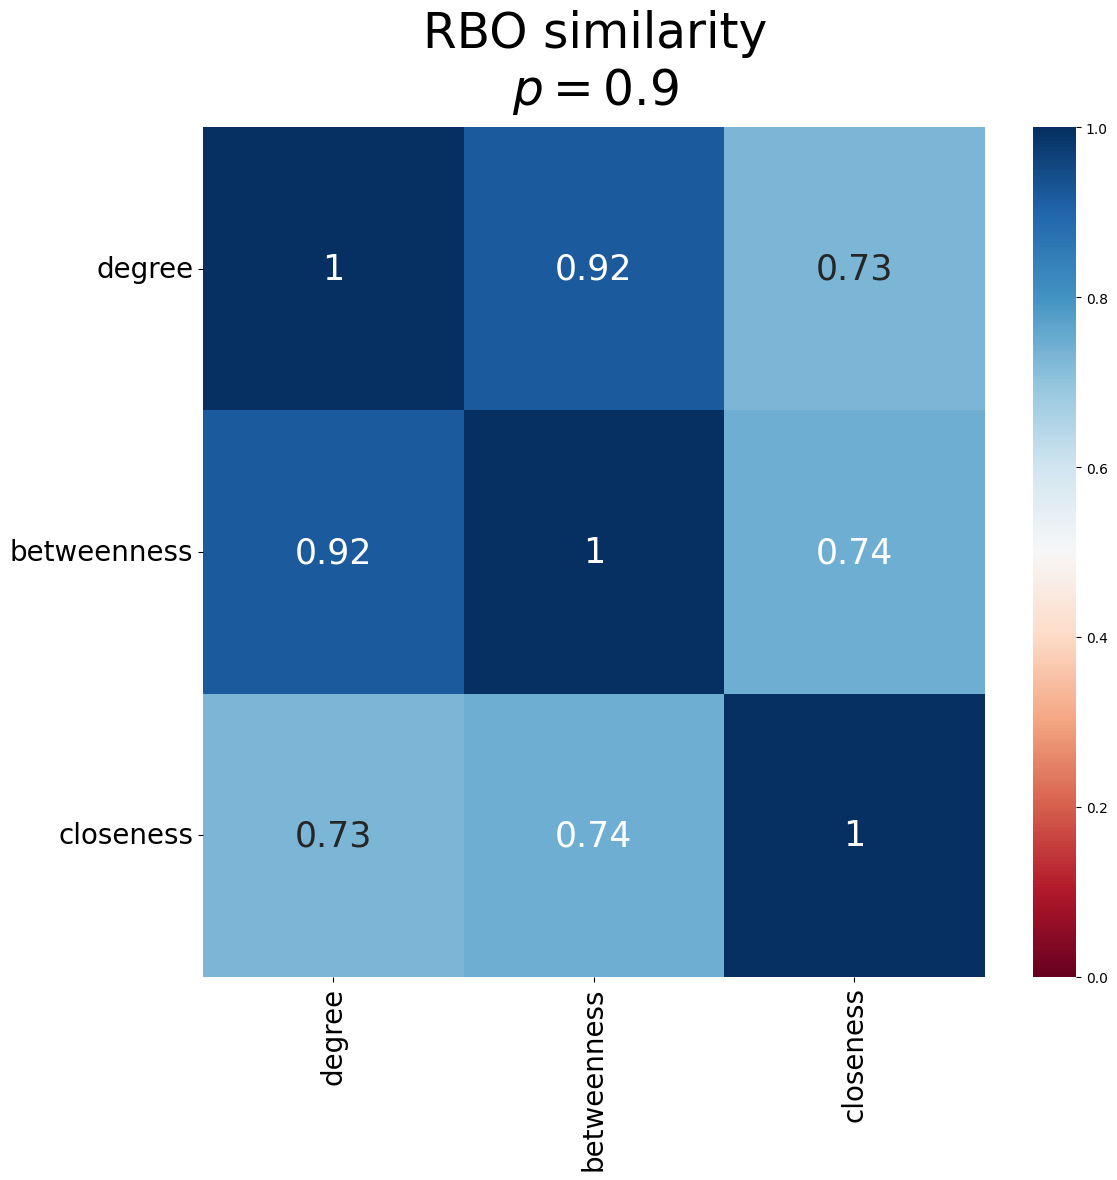 RBO similarity
p = 0.9
degree 1 0.92 0.73
betweenness 0.92 1 0.74
closeness 0.73 0.74 1
degree
betweenness
closeness
1.0
0.8
0.6
0.4
0.2
0.0